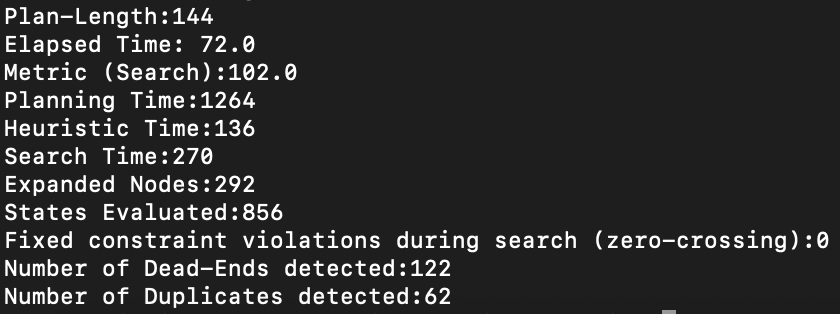 Plan-Length:144
Elapsed Time: 72.0
Metric (Search):102.0
Planning Time:1264
Heuristic Time:136
Search Time:270
Expanded Nodes:292
States Evaluated:856
Fixed constraint violations during search (zero-crossing):0
Number of Dead-Ends detected:122
Number of Duplicates detected:62